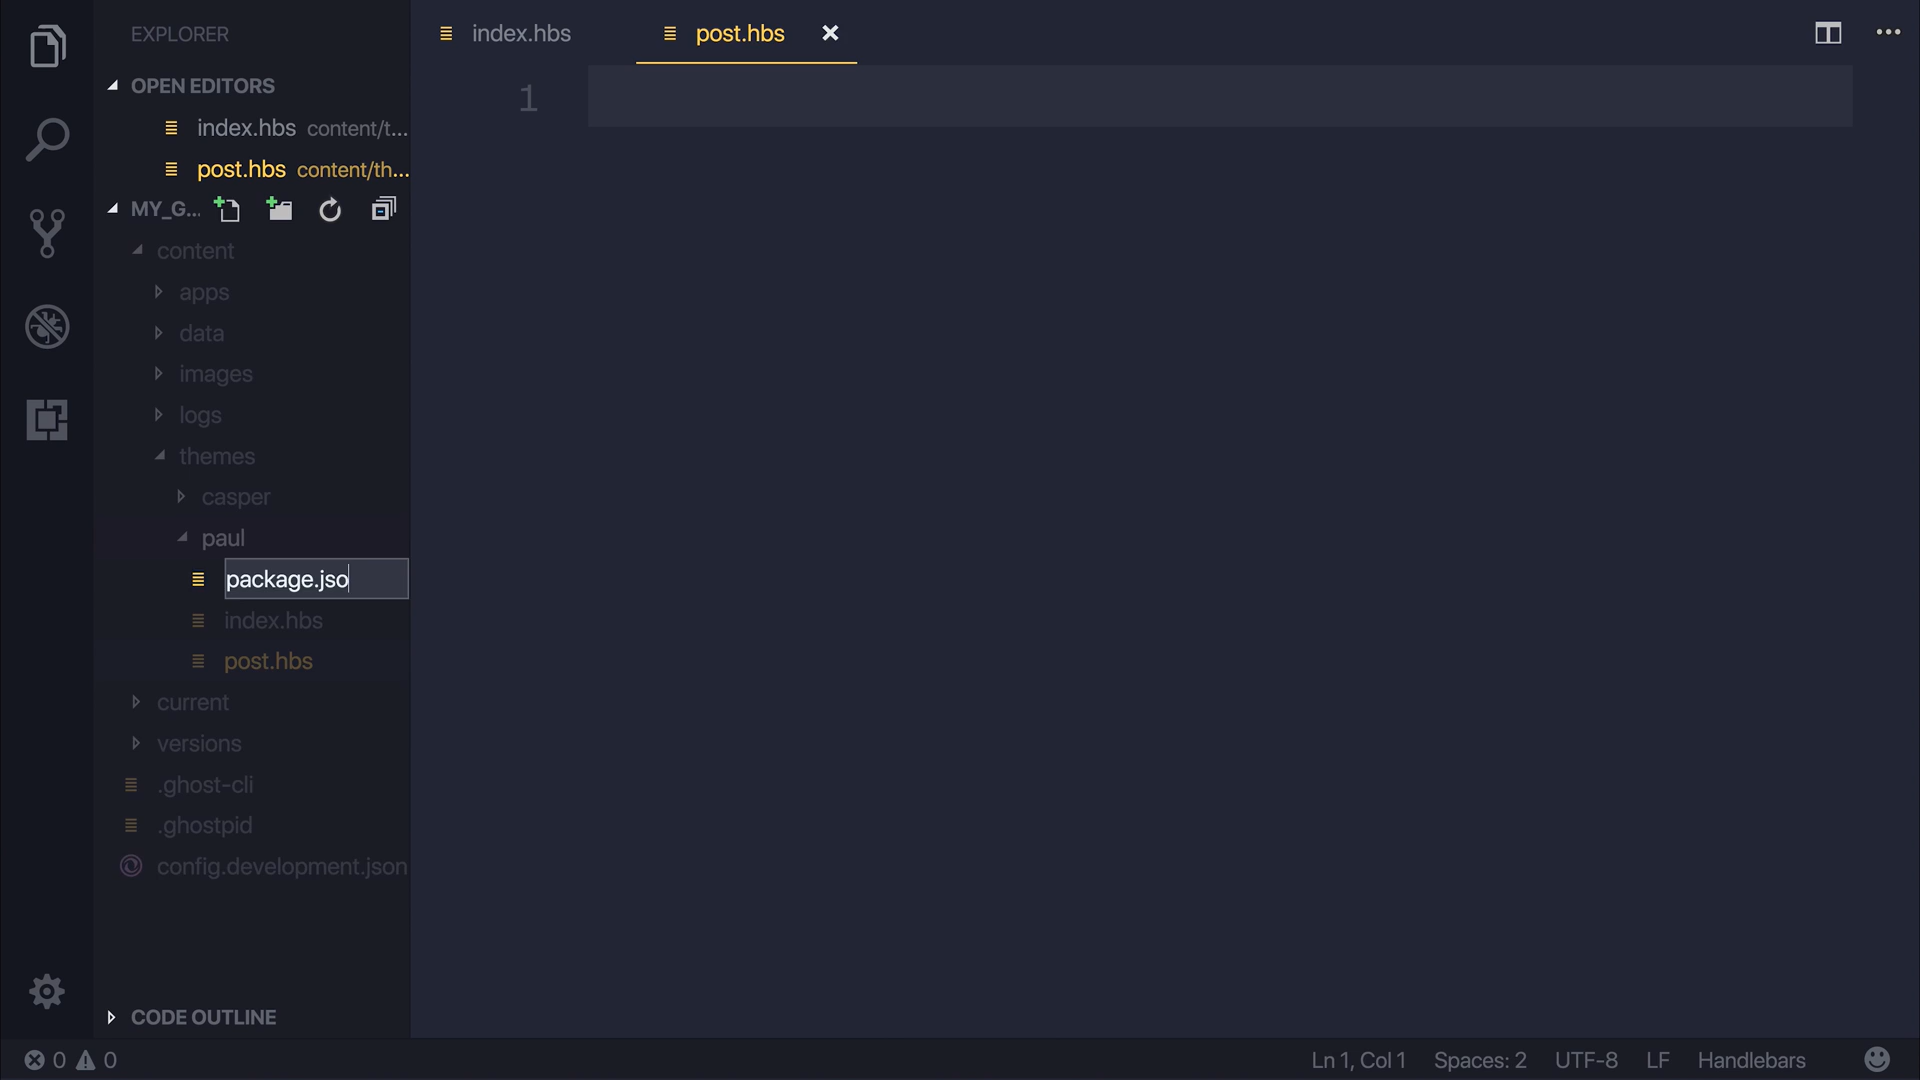 EXPLORER
index.hbs
post.hbs
OPEN EDITORS
index.hbs content/t...
post.hbs content/th...
MY_G...
content
apps
data
images
logs
themes
casper
paul
package.jso
index.hbs
post.hbs
current
versions
.ghost-cli
.ghostpid
config.development.json
CODE OUTLINE
1
0 0
Ln 1, Col 1 Spaces: 2 UTF-8 LF Handlebars